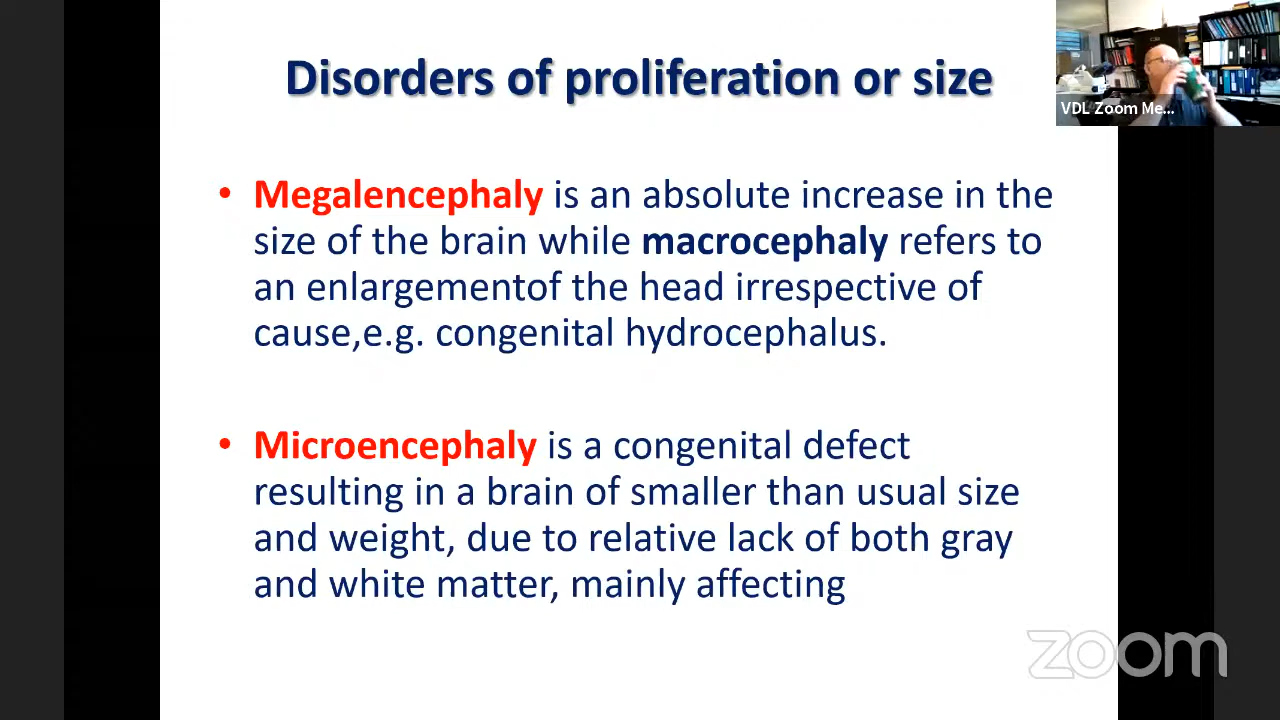 Disorders of proliferation or size
VDL Zoom Me...
• Megalencephaly is an absolute increase in the
size of the brain while macrocephaly refers to
an enlargementof the head irrespective of
cause,e.g. congenital hydrocephalus.
• Microencephaly is a congenital defect
resulting in a brain of smaller than usual size
and weight, due to relative lack of both gray
and white matter, mainly affecting
zoom